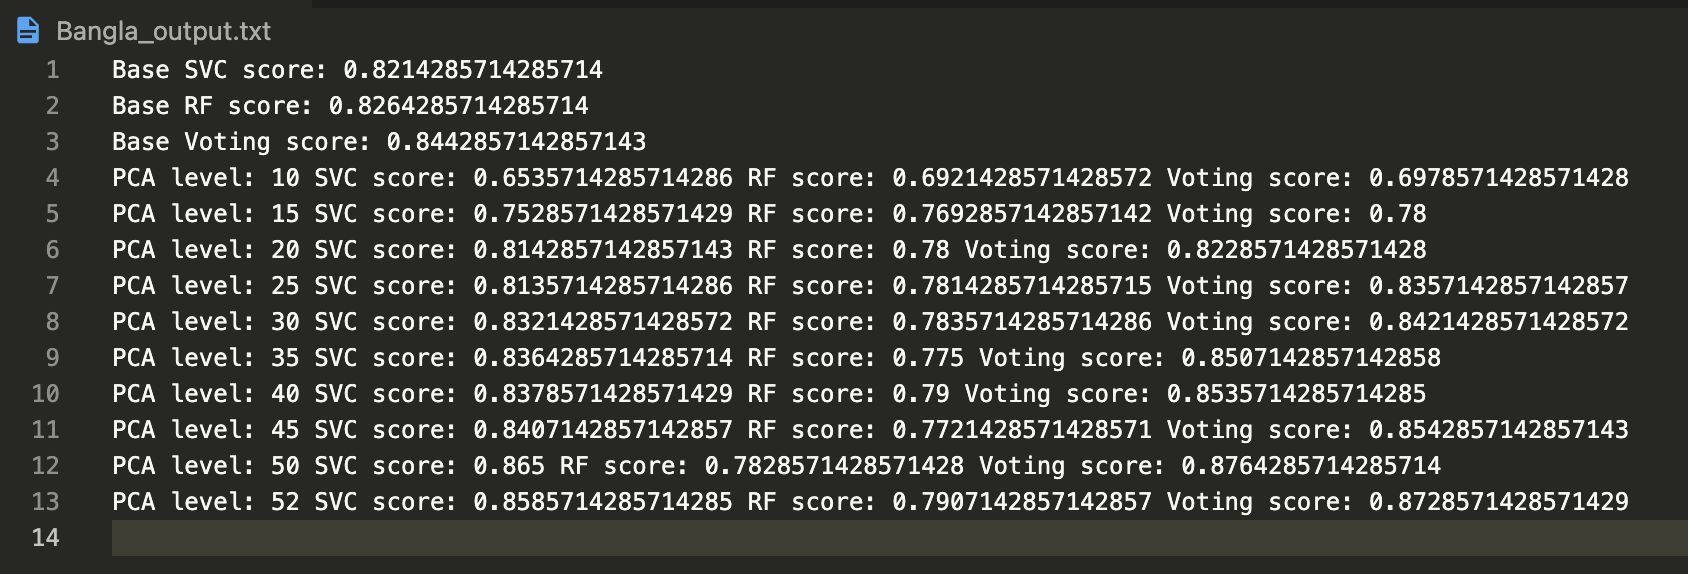 Bangla_output.txt
1 Base SVC score: 0.8214285714285714
2 Base RF score: 0.8264285714285714
3 Base Voting score: 0.8442857142857143
4 PCA level: 10 SVC score: 0.6535714285714286 RF score: 0.6921428571428572 Voting score: 0.6978571428571428
5 PCA level: 15 SVC score: 0.7528571428571429 RF score: 0.7692857142857142 Voting score: 0.78
6 PCA level: 20 SVC score: 0.8142857142857143 RF score: 0.78 Voting score: 0.8228571428571428
7 PCA level: 25 SVC score: 0.8135714285714286 RF score: 0.7814285714285715 Voting score: 0.8357142857142857
8 PCA level: 30 SVC score: 0.8321428571428572 RF score: 0.7835714285714286 Voting score: 0.8421428571428572
9 PCA level: 35 SVC score: 0.8364285714285714 RF score: 0.775 Voting score: 0.8507142857142858
10 PCA level: 40 SVC score: 0.8378571428571429 RF score: 0.79 Voting score: 0.8535714285714285
11 PCA level: 45 SVC score: 0.8407142857142857 RF score: 0.7721428571428571 Voting score: 0.8542857142857143
12 PCA level: 50 SVC score: 0.865 RF score: 0.7828571428571428 Voting score: 0.8764285714285714
13 PCA level: 52 SVC score: 0.8585714285714285 RF score: 0.7907142857142857 Voting score: 0.8728571428571429
14